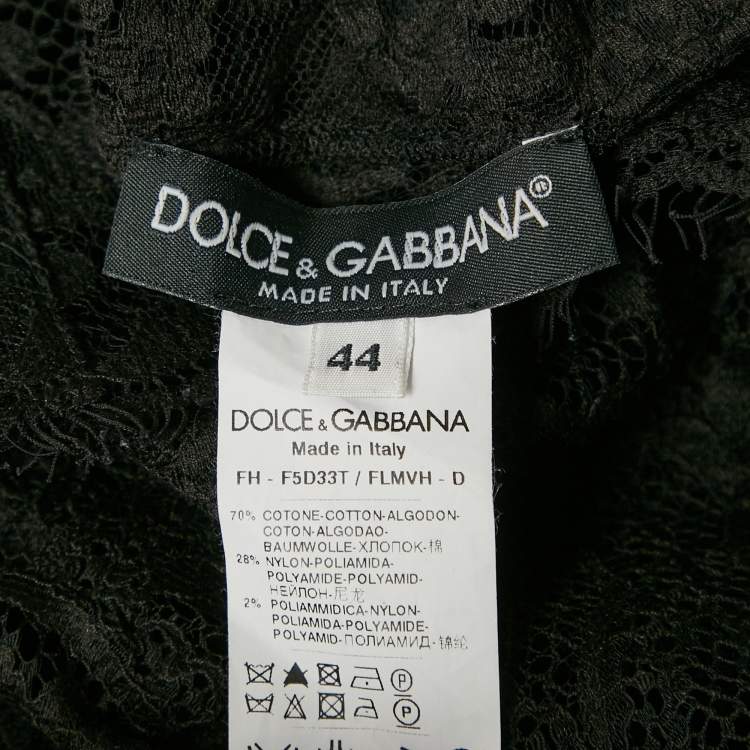 DOLCE & GABBANA®
MADE IN ITALY
44
DOLCE & GABBANA
Made in Italy
FH - F5D33T / FLMVH - D
70% COTONE-COTTON-ALGODON-
COTON-ALGODAO-
BAUMWOLLE-ХЛОПОК-棉
28% NYLON-POLIAMIDA-
POLYAMIDE-POLYAMID-
НЕЙЛОН-尼龙
2% POLIAMMIDICA-NYLON-
POLIAMIDA-POLYAMIDE-
POLYAMID-ПОЛИАМИД-锦纶
P
P